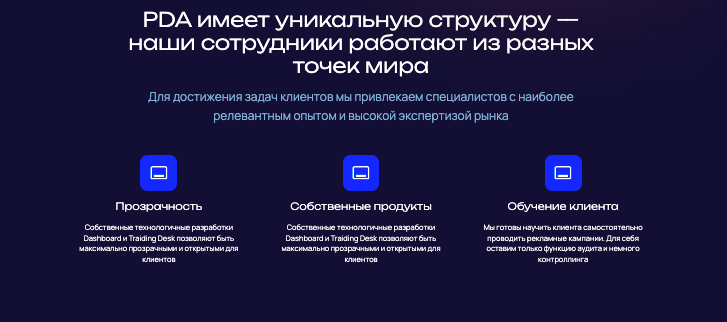 PDA имеет уникальную структуру —
наши сотрудники работают из разных
точек мира
Для достижения задач клиентов мы привлекаем специалистов с наиболее
релевантным опытом и высокой экспертизой рынка
Прозрачность
Собственные технологичные разработки
Dashboard и Traiding Desk позволяют быть
максимально прозрачными и открытыми для
клиентов
Собственные продукты
Собственные технологичные разработки
Dashboard и Traiding Desk позволяют быть
максимально прозрачными и открытыми для
клиентов
Обучение клиента
Мы готовы научить клиента самостоятельно
проводить рекламные кампании. Для себя
оставим только функцию аудита и немного
контроллинга